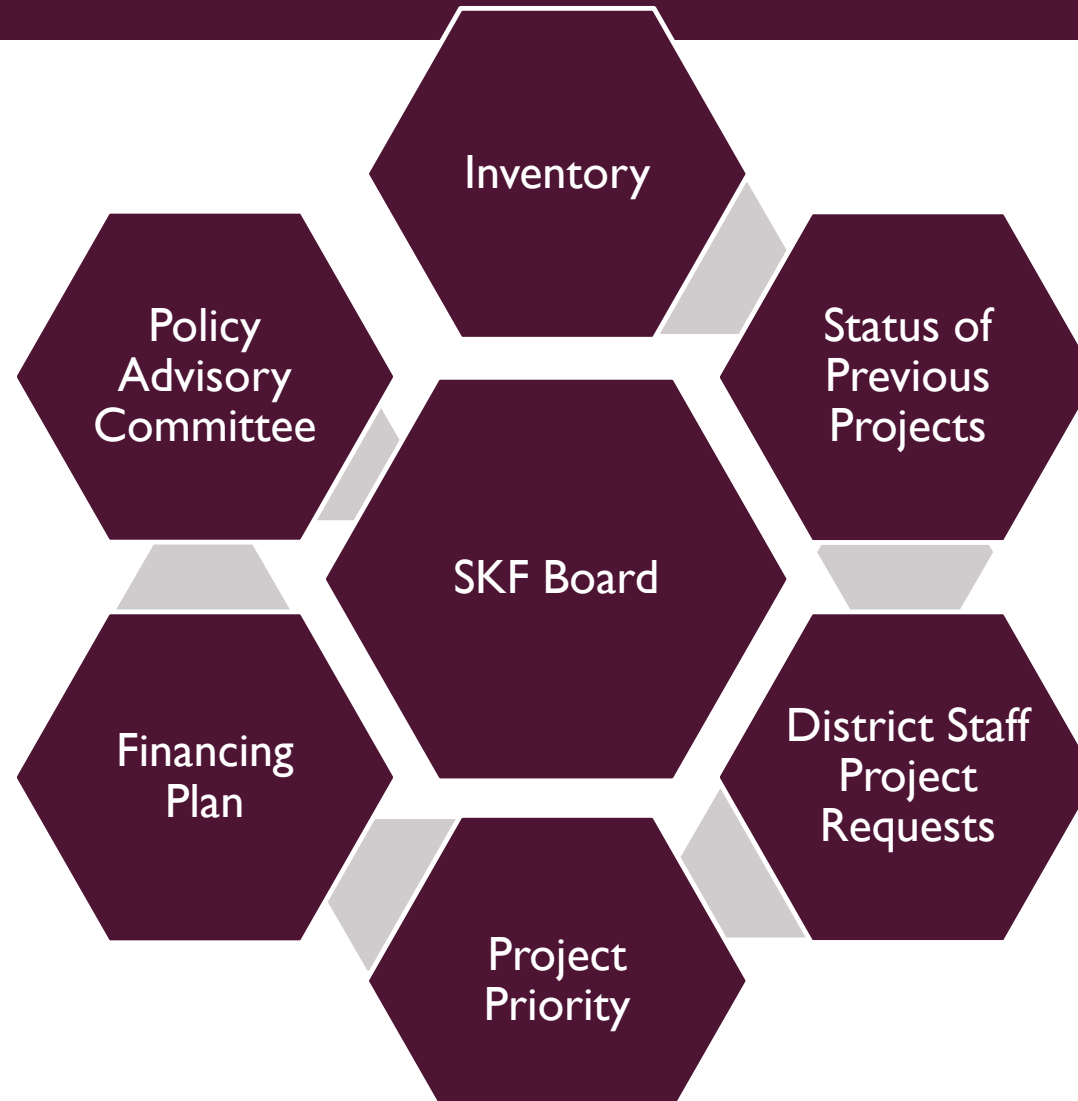 Inventory
Status of
Previous
Projects
District Staff
Project
Requests
Project
Priority
Financing
Plan
Policy
Advisory
Committee
SKF Board